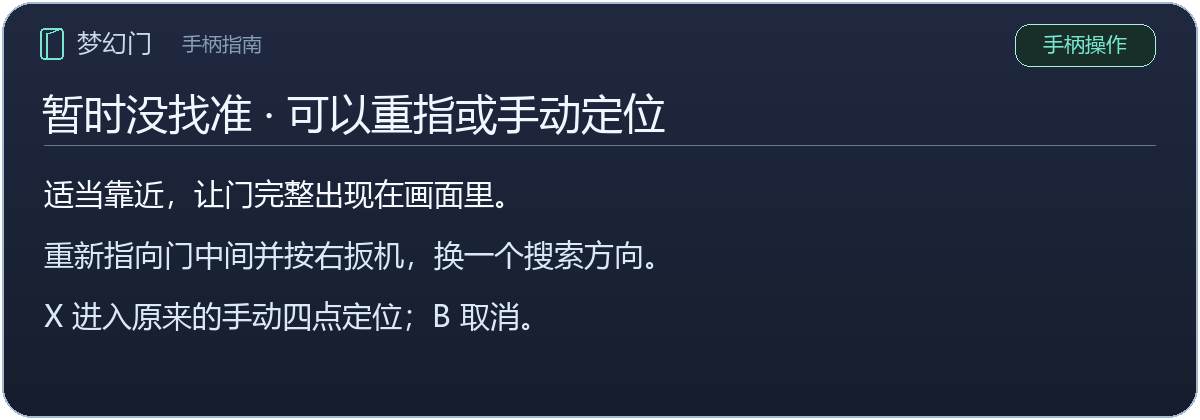 梦幻门 手柄指南 手柄操作
暂时没找准 · 可以重指或手动定位
适当靠近，让门完整出现在画面里。
重新指向门中间并按右扳机，换一个搜索方向。
X 进入原来的手动四点定位；B 取消。